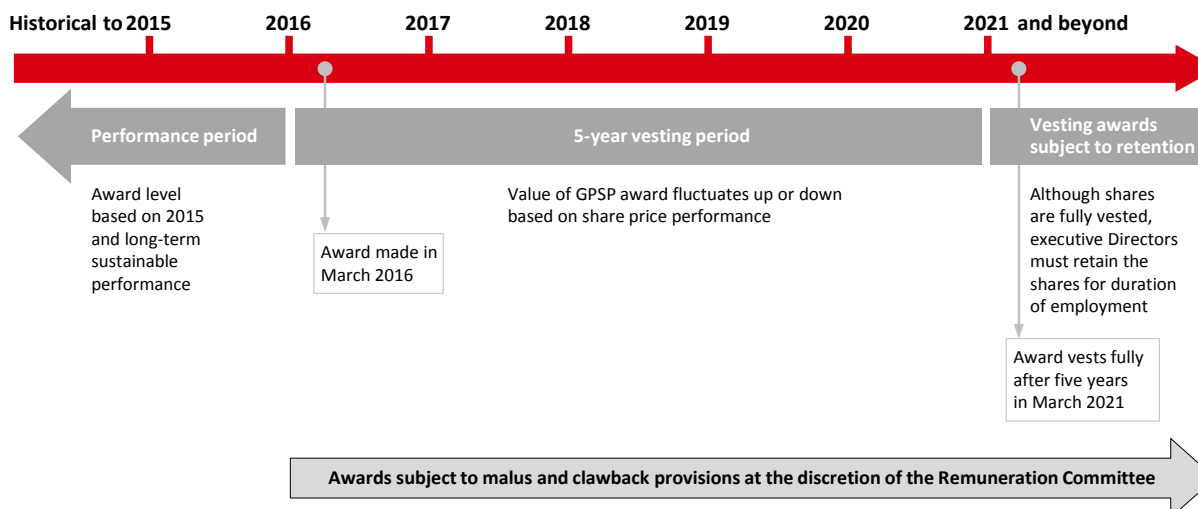 Historical to 2015 2016 2017 2018 2019 2020 2021 and beyond
Performance period
5-year vesting period
Vesting awards
subject to retention
Award level
based on 2015
and long-term
sustainable
performance
Award made in
March 2016
Value of GPSP award fluctuates up or down
based on share price performance
Although shares
are fully vested,
executive Directors
must retain the
shares for duration
of employment
Award vests fully
after five years
in March 2021
Awards subject to malus and clawback provisions at the discretion of the Remuneration Committee